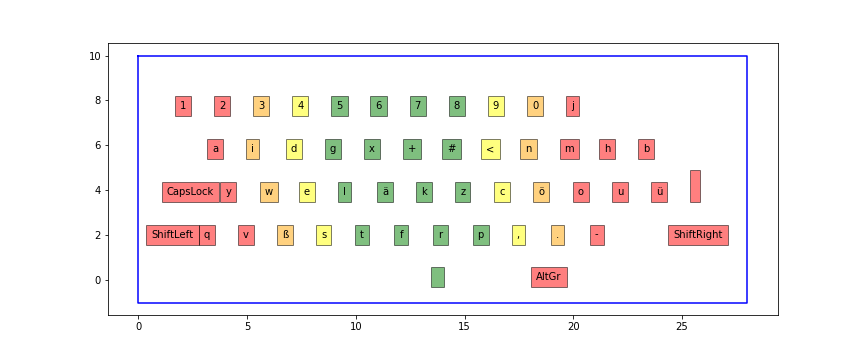 10
8
6
4
2
0
1 2 3 4 5 6 7 8 9 0 j
a i d g x + # < n m h b
CapsLock y w e l ä k z c ö o u ü
ShiftLeft q v ß s t f r p , . - ShiftRight
AltGr
0 5 10 15 20 25